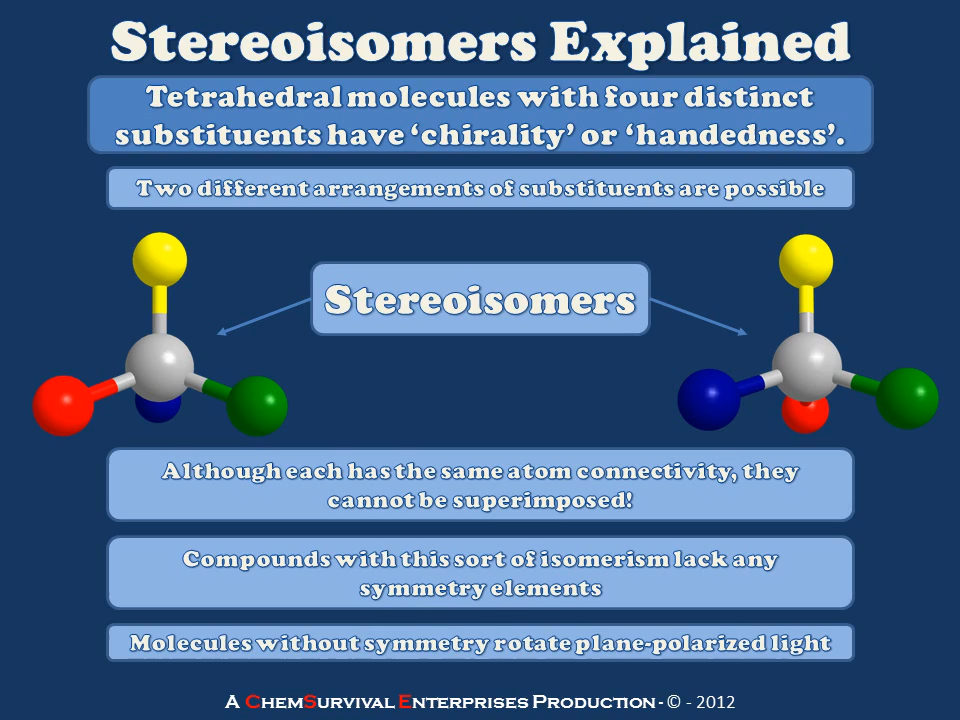 Stereoisomers Explained
Tetrahedral molecules with four distinct
substituents have ‘chirality’ or ‘handedness’.
Two different arrangements of substituents are possible
Stereoisomers
Although each has the same atom connectivity, they
cannot be superimposed!
Compounds with this sort of isomerism lack any
symmetry elements
Molecules without symmetry rotate plane-polarized light
A ChemSurvival Enterprises Production - © - 2012